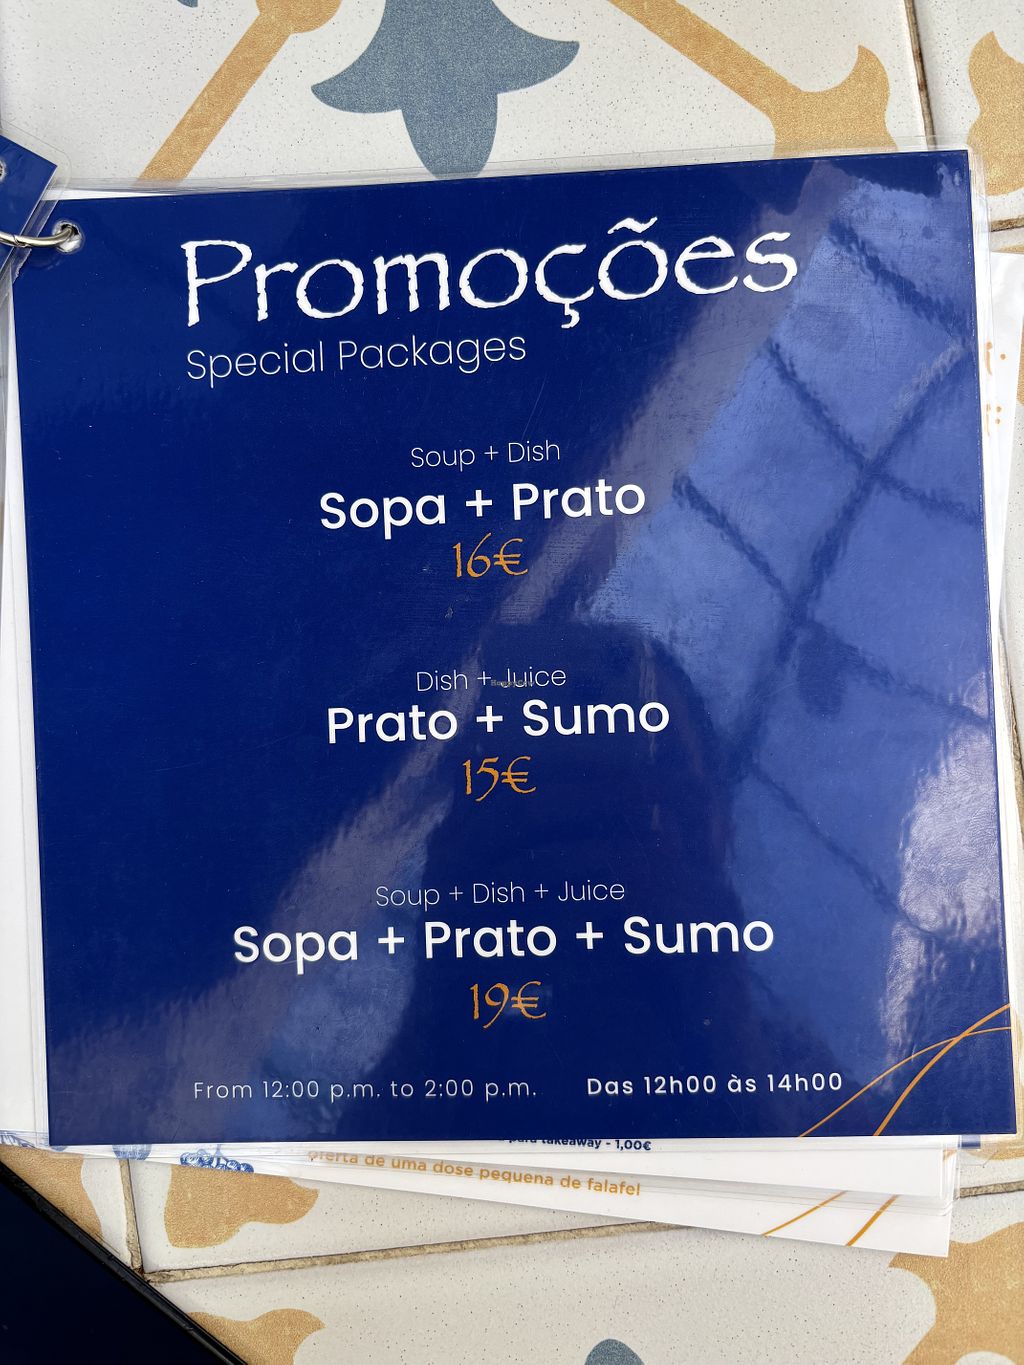 Promoções
Special Packages
Soup + Dish
Sopa + Prato
16€
Dish + Juice
Prato + Sumo
15€
Soup + Dish + Juice
Sopa + Prato + Sumo
19€
From 12:00 p.m. to 2:00 p.m. Das 12h00 às 14h00
para takeaway - 1,00€
oferta de uma dose pequena de falafel